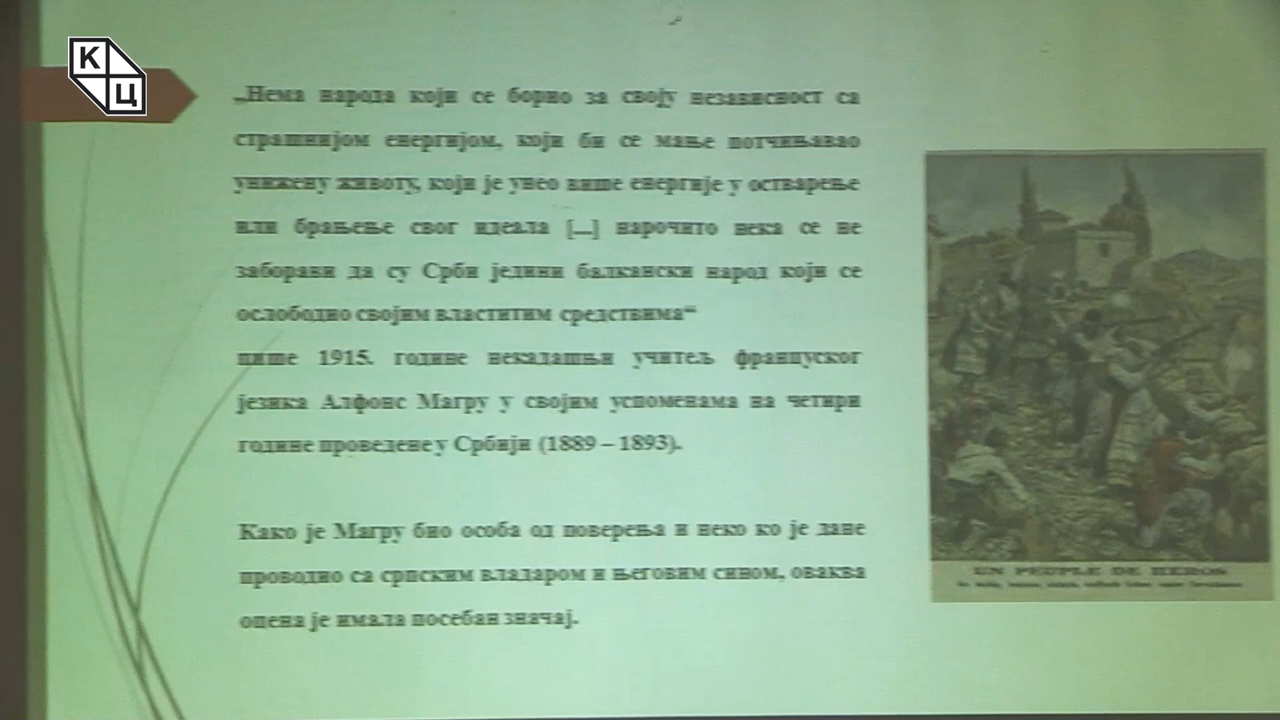 КЦ
„Нема народа који се борио за своју независност са
страшнијом енергијом, који би се мање потчињавао
унижену животу, који је унео више енергије у остварење
или брањење свог идеала [...] нарочито нека се не
заборави да су Срби једини балкански народ који се
ослободио својим властитим средствима“
пише 1915. године некадашњи учитељ француског
језика Алфонс Магру у својим успоменама на четири
године проведене у Србији (1889 – 1893).
Како је Магру био особа од поверења и неко ко је дане
проводио са српским владаром и његовим сином, оваква
оцена је имала посебан значај.
UN PEUPLE DE HEROS